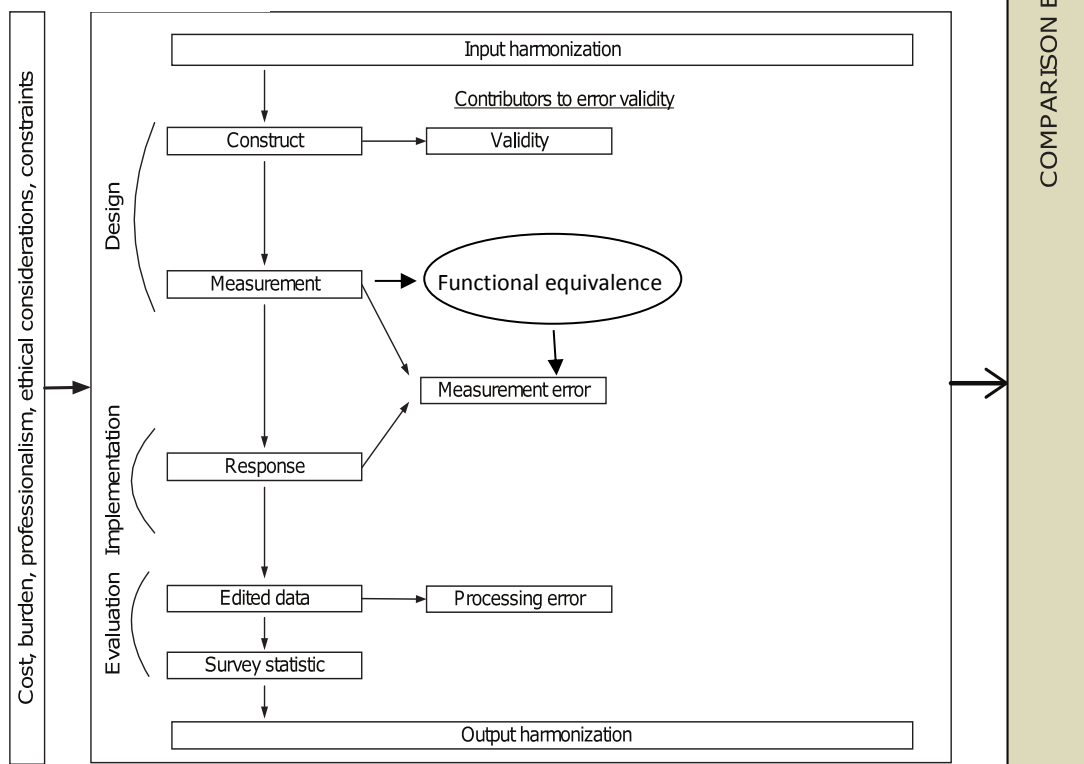 Cost, burden, professionalism, ethical considerations, constraints
Input harmonization
Contributors to error validity
Construct
Validity
Design
Measurement
Functional equivalence
Measurement error
Implementation
Response
Evaluation
Edited data
Processing error
Survey statistic
Output harmonization
COMPARISON